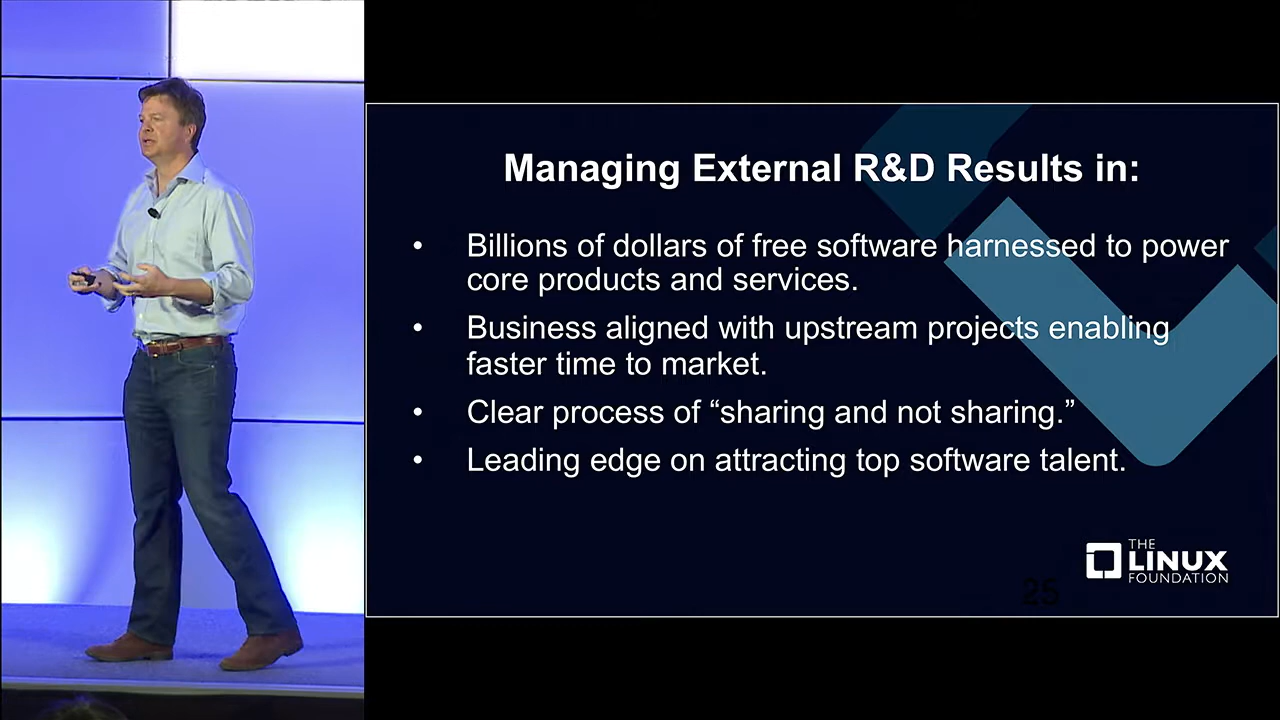 Managing External R&D Results in:
• Billions of dollars of free software harnessed to power
core products and services.
• Business aligned with upstream projects enabling
faster time to market.
• Clear process of “sharing and not sharing.”
• Leading edge on attracting top software talent.
THE
LINUX
FOUNDATION
25